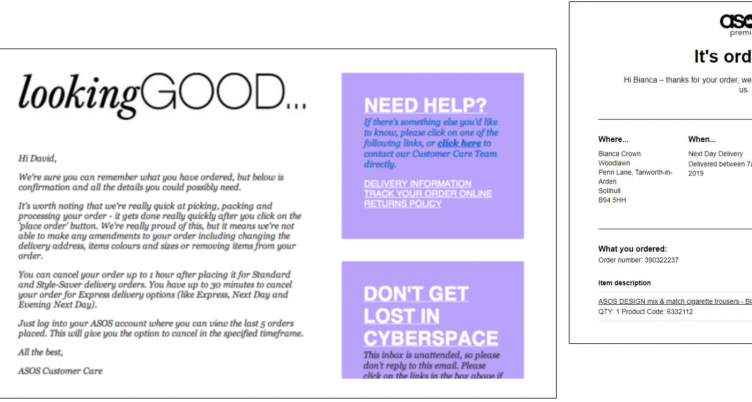 lookingGOOD...
Hi David,
We're sure you can remember what you have ordered, but below is
confirmation and all the details you could possibly need.
It's worth noting that we're really quick at picking, packing and
processing your order - it gets done really quickly after you click on the
'place order' button. We're really proud of this, but it means we're not
able to make any amendments to your order including changing the
delivery address, items colours and sizes or removing items from your
order.
You can cancel your order up to 1 hour after placing it for Standard
and Style-Saver delivery orders. You have up to 30 minutes to cancel
your order for Express delivery options (like Express, Next Day and
Evening Next Day).
Just log into your ASOS account where you can view the last 5 orders
placed. This will give you the option to cancel in the specified timeframe.
All the best,
ASOS Customer Care
NEED HELP?
If there's something else you'd like
to know, please click on one of the
following links, or click here to
contact our Customer Care Team
directly.
DELIVERY INFORMATION
TRACK YOUR ORDER ONLINE
RETURNS POLICY
DON'T GET
LOST IN
CYBERSPACE
This inbox is unattended, so please
don't reply to this email. Please
click on the links in the box above if
It's ord
Hi Bianca – thanks for your order, we
us.
Where...
When...
Bianca Crown
Next Day Delivery
Woodlawn
Delivered between 7a
Penn Lane, Tanworth-in-
2019
Arden
Solihull
B94 5HH
What you ordered:
Order number: 390322237
Item description
ASOS DESIGN mix & match cigarette trousers - Bl
QTY: 1 Product Code: 6332112